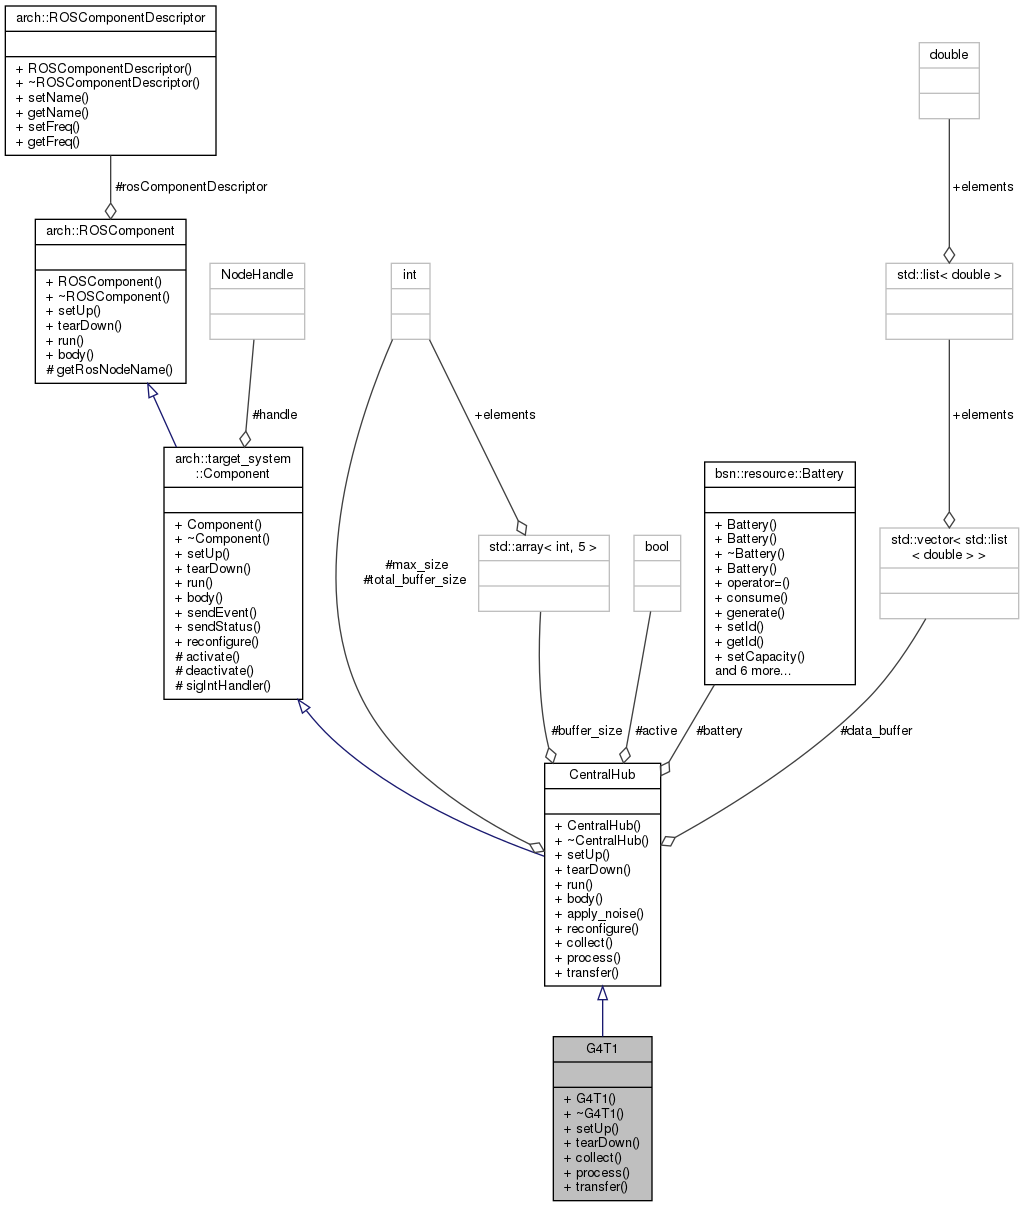 arch::ROSComponentDescriptor
+ ROSComponentDescriptor()
+ ~ROSComponentDescriptor()
+ setName()
+ getName()
+ setFreq()
+ getFreq()
double
#rosComponentDescriptor
+elements
arch::ROSComponent
+ ROSComponent()
+ ~ROSComponent()
+ setUp()
+ tearDown()
+ run()
+ body()
# getRosNodeName()
NodeHandle
int
std::list< double >
#handle
+elements
+elements
arch::target_system
::Component
+ Component()
+ ~Component()
+ setUp()
+ tearDown()
+ run()
+ body()
+ sendEvent()
+ sendStatus()
+ reconfigure()
# activate()
# deactivate()
# sigIntHandler()
#max_size
#total_buffer_size
std::array< int, 5 >
bool
bsn::resource::Battery
+ Battery()
+ Battery()
+ ~Battery()
+ Battery()
+ operator=()
+ consume()
+ generate()
+ setId()
+ getId()
+ setCapacity()
and 6 more...
std::vector< std::list
< double > >
#buffer_size
#active
#battery
#data_buffer
CentralHub
+ CentralHub()
+ ~CentralHub()
+ setUp()
+ tearDown()
+ run()
+ body()
+ apply_noise()
+ reconfigure()
+ collect()
+ process()
+ transfer()
G4T1
+ G4T1()
+ ~G4T1()
+ setUp()
+ tearDown()
+ collect()
+ process()
+ transfer()